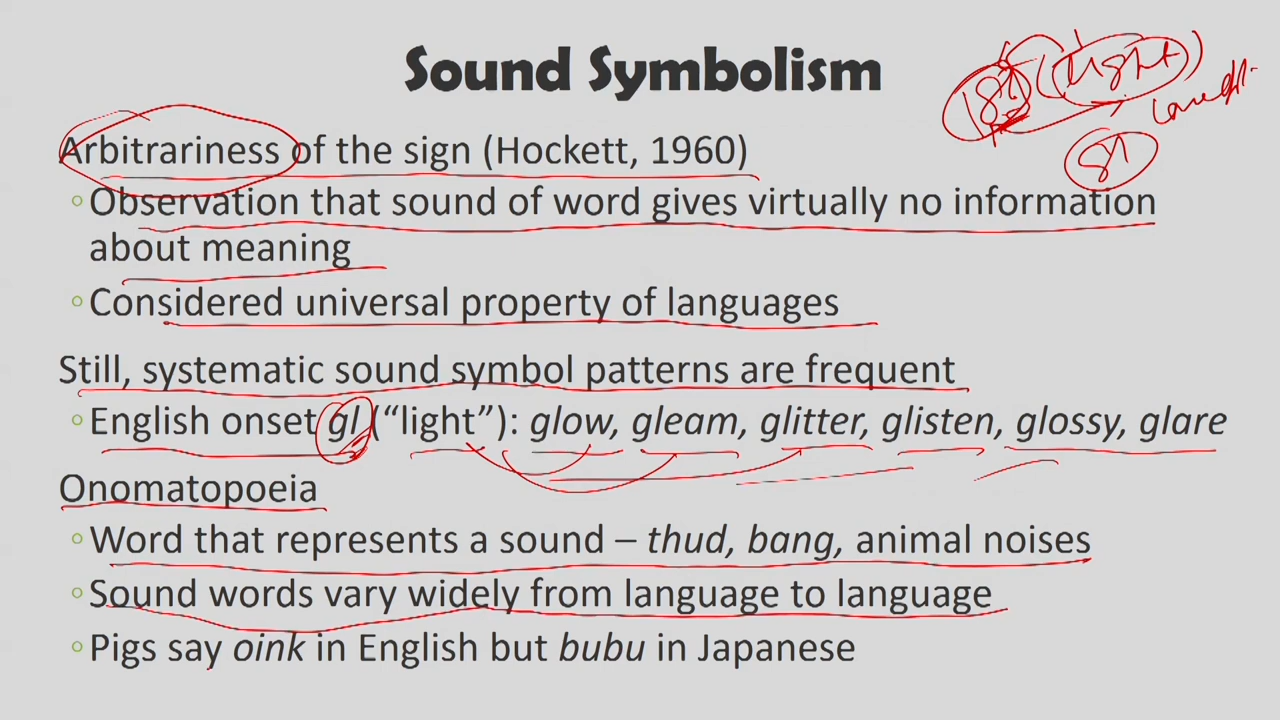 Sound Symbolism
light
Arbitrariness of the sign (Hockett, 1960)
◦ Observation that sound of word gives virtually no information
about meaning
◦ Considered universal property of languages
Still, systematic sound symbol patterns are frequent
◦ English onset gl (“light”): glow, gleam, glitter, glisten, glossy, glare
Onomatopoeia
◦ Word that represents a sound – thud, bang, animal noises
◦ Sound words vary widely from language to language
◦ Pigs say oink in English but bubu in Japanese